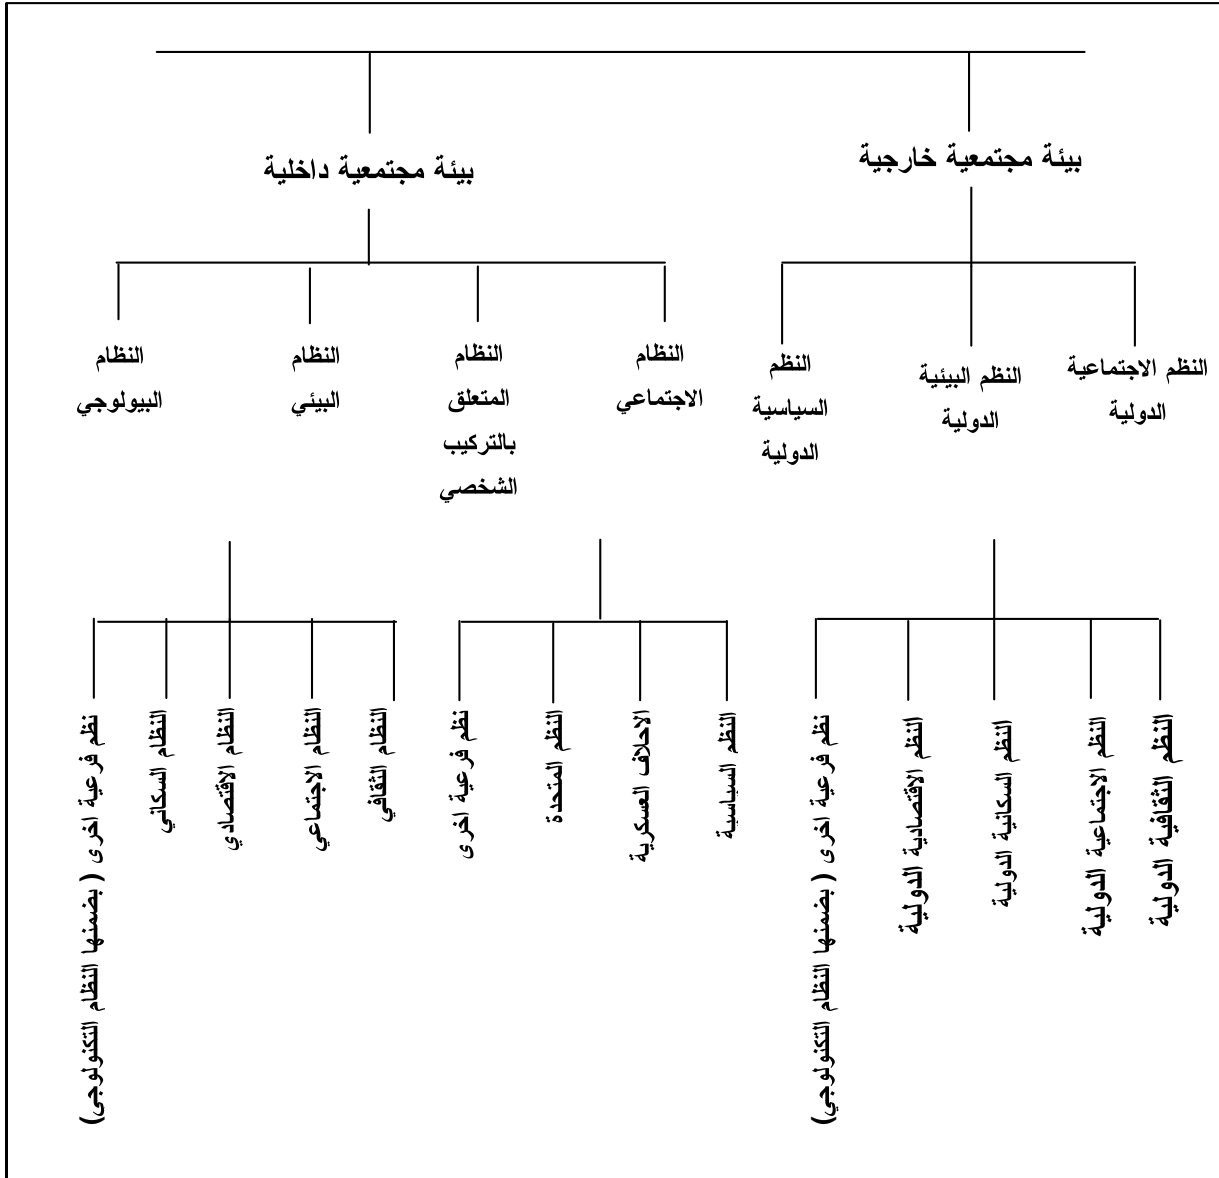 بيئة مجتمعية خارجية
بيئة مجتمعية داخلية
النظم الاجتماعية
الدولية
النظم البيئية
الدولية
النظم
السياسية
الدولية
النظام
الاجتماعي
النظام
المتعلق
بالتركيب
الشخصي
النظام
البيئي
النظام
البيولوجي
النظم الثقافية الدولية
النظم الاجتماعية الدولية
النظم السكانية الدولية
النظم الاقتصادية الدولية
نظم فرعية اخرى ( بضمنها النظام التكنولوجي)
النظم السياسية
الاحلاف العسكرية
النظم المتحدة
نظم فرعية اخرى
النظام الثقافي
النظام الاجتماعي
النظام الاقتصادي
النظام السكاني
نظم فرعية اخرى ( بضمنها النظام التكنولوجي)